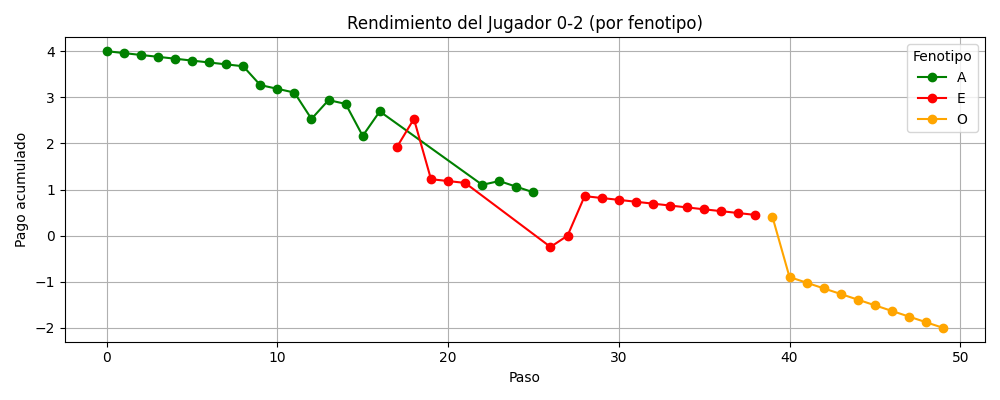 Rendimiento del Jugador 0-2 (por fenotipo)
Pago acumulado
4
3
2
1
0
−1
−2
Fenotipo
A
E
O
0 10 20 30 40 50
Paso